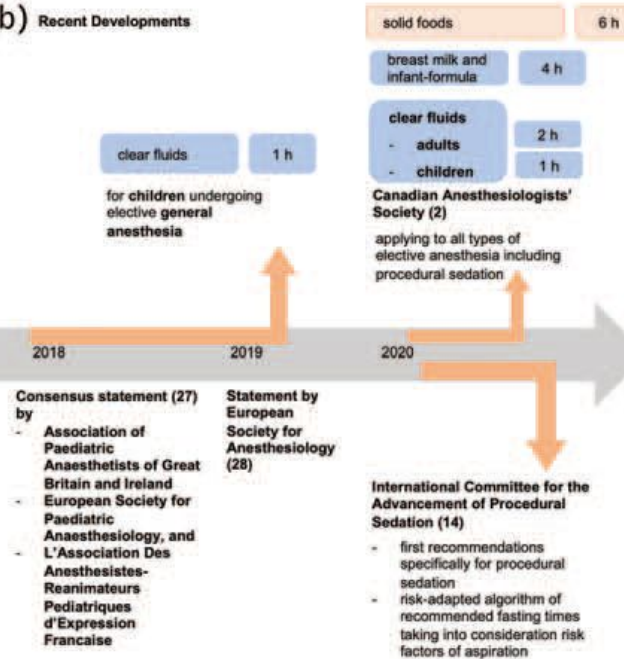 b) Recent Developments
solid foods 6 h
breast milk and
infant-formula 4 h
clear fluids
- adults 2 h
- children 1 h
Canadian Anesthesiologists'
Society (2)
applying to all types of
elective anesthesia including
procedural sedation
clear fluids 1 h
for children undergoing
elective general
anesthesia
2018 2019 2020
Consensus statement (27)
by
- Association of
Paediatric
Anaesthetists of Great
Britain and Ireland
- European Society for
Paediatric
Anaesthesiology, and
- L'Association Des
Anesthesistes-
Reanimateurs
Pediatriques
d'Expression
Francaise
Statement by
European
Society for
Anesthesiology
(28)
International Committee for the
Advancement of Procedural
Sedation (14)
- first recommendations
specifically for procedural
sedation
- risk-adapted algorithm of
recommended fasting times
taking into consideration risk
factors of aspiration